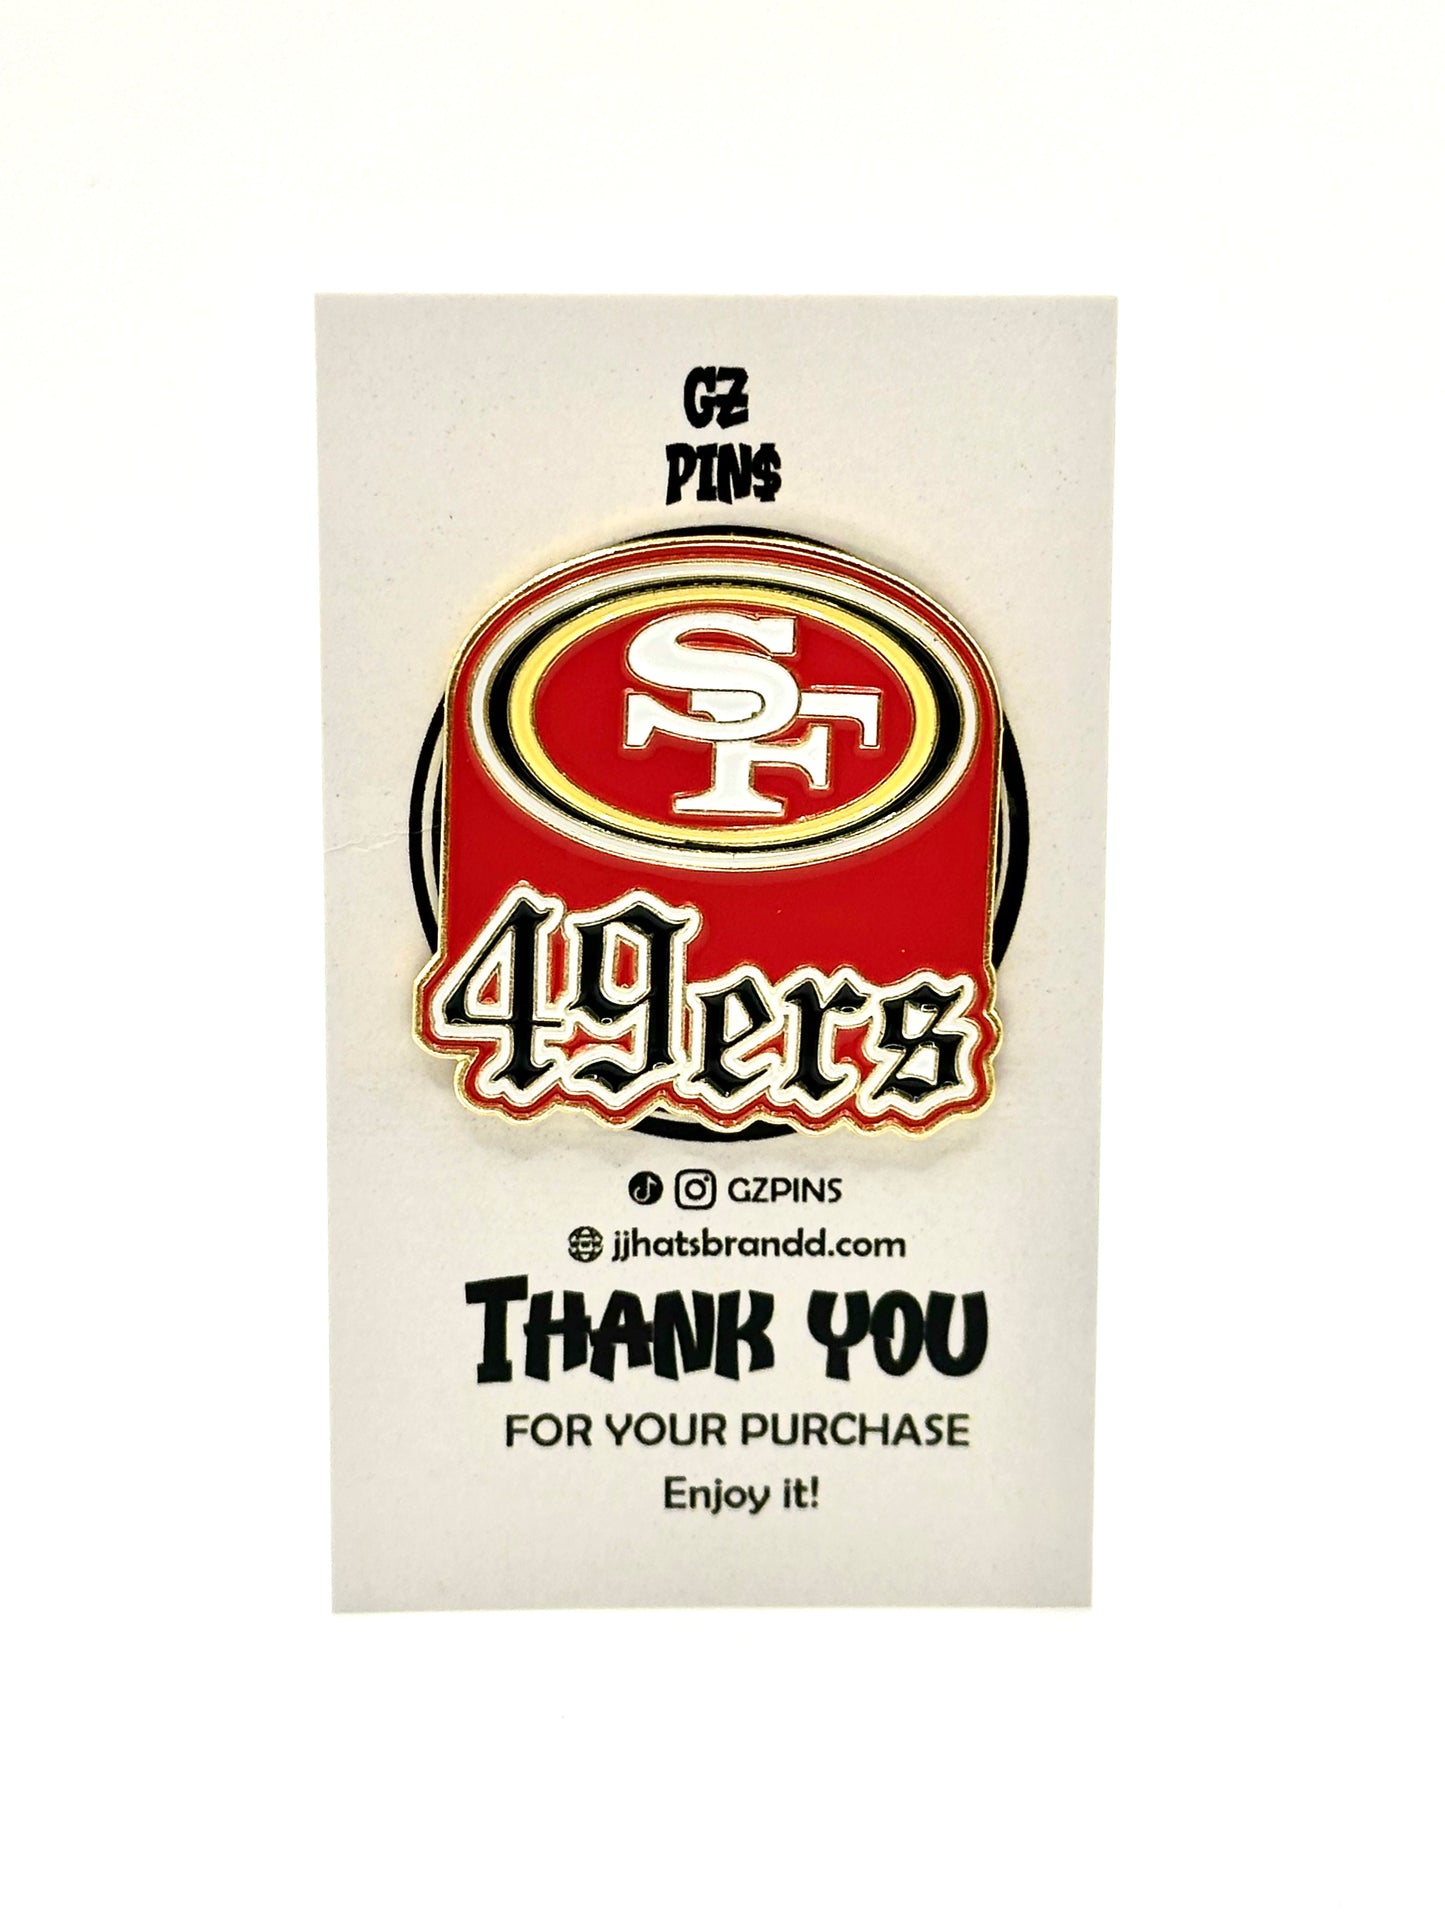 GZ
PIN$
SF
49ers
GZPINS
jjhatsbrandd.com
THANK YOU
FOR YOUR PURCHASE
Enjoy it!